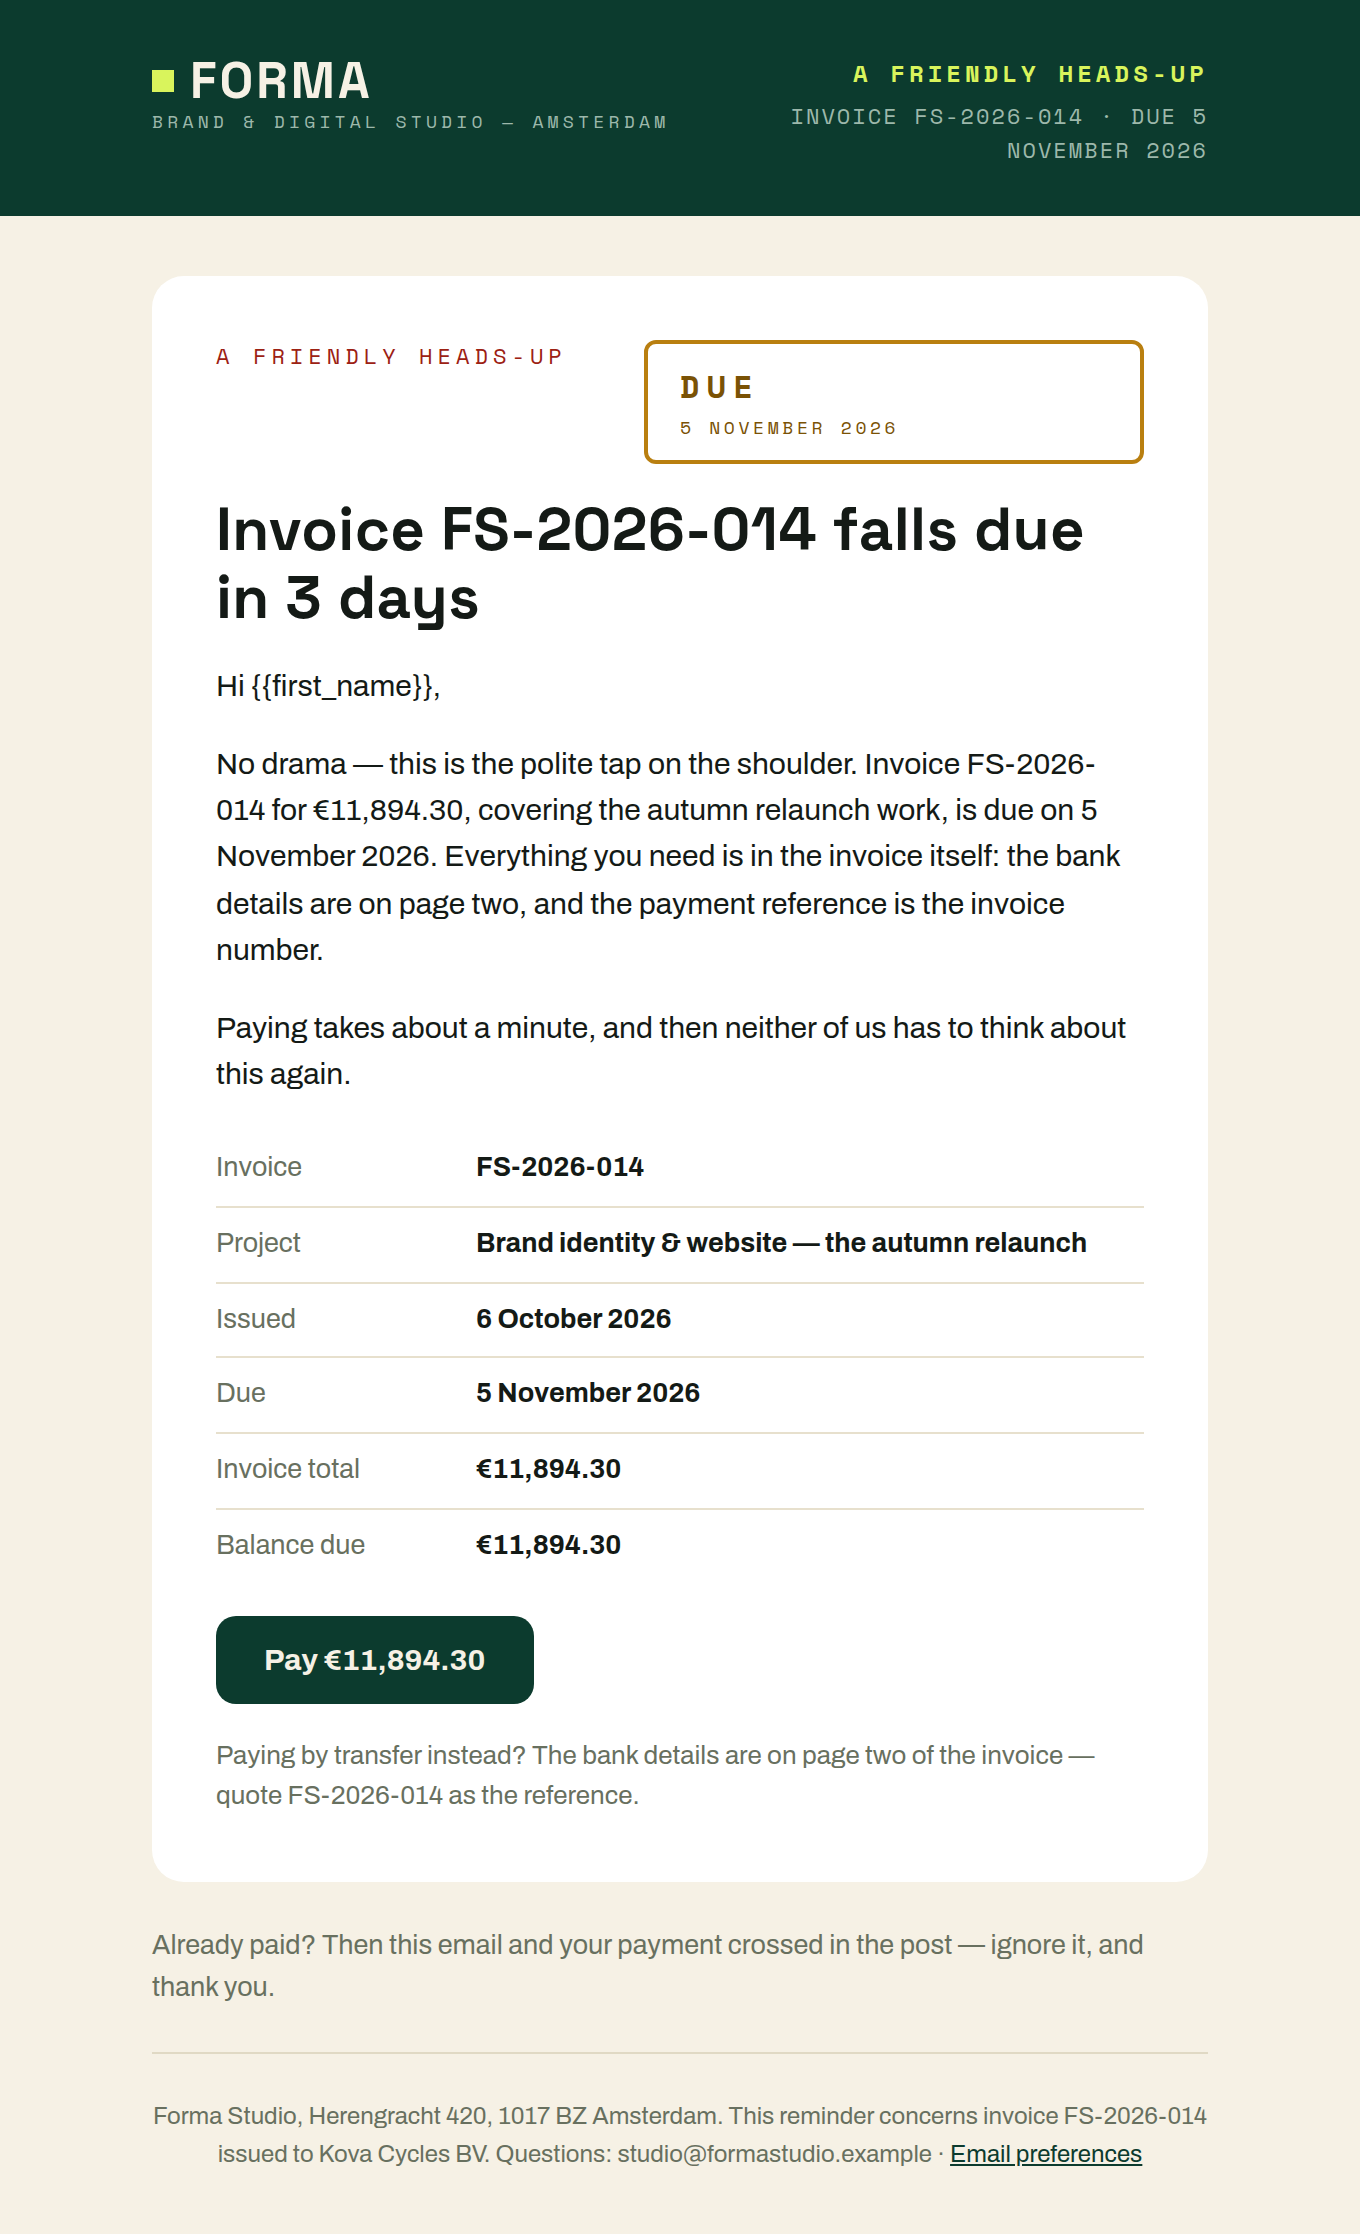 FORMA
BRAND & DIGITAL STUDIO — AMSTERDAM
A FRIENDLY HEADS-UP
INVOICE FS-2026-014 · DUE 5
NOVEMBER 2026
A FRIENDLY HEADS-UP
DUE
5 NOVEMBER 2026
Invoice FS-2026-014 falls due
in 3 days
Hi {{first_name}},
No drama — this is the polite tap on the shoulder. Invoice FS-2026-
014 for €11,894.30, covering the autumn relaunch work, is due on 5
November 2026. Everything you need is in the invoice itself: the bank
details are on page two, and the payment reference is the invoice
number.
Paying takes about a minute, and then neither of us has to think about
this again.
Invoice FS-2026-014
Project Brand identity & website — the autumn relaunch
Issued 6 October 2026
Due 5 November 2026
Invoice total €11,894.30
Balance due €11,894.30
Pay €11,894.30
Paying by transfer instead? The bank details are on page two of the invoice —
quote FS-2026-014 as the reference.
Already paid? Then this email and your payment crossed in the post — ignore it, and
thank you.
Forma Studio, Herengracht 420, 1017 BZ Amsterdam. This reminder concerns invoice FS-2026-014
issued to Kova Cycles BV. Questions: studio@formastudio.example · Email preferences